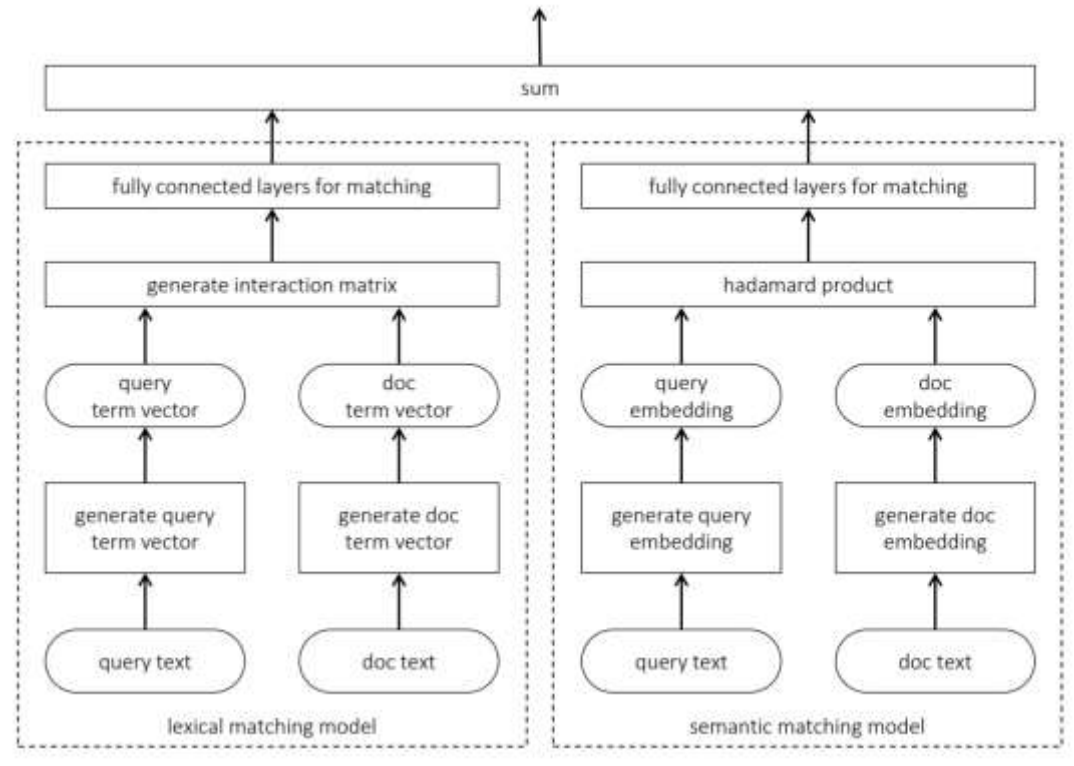 sum
fully connected layers for matching
fully connected layers for matching
generate interaction matrix
hadamard product
query
term vector
doc
term vector
query
embedding
doc
embedding
generate query
term vector
generate doc
term vector
generate query
embedding
generate doc
embedding
query text
doc text
query text
doc text
lexical matching model
semantic matching model